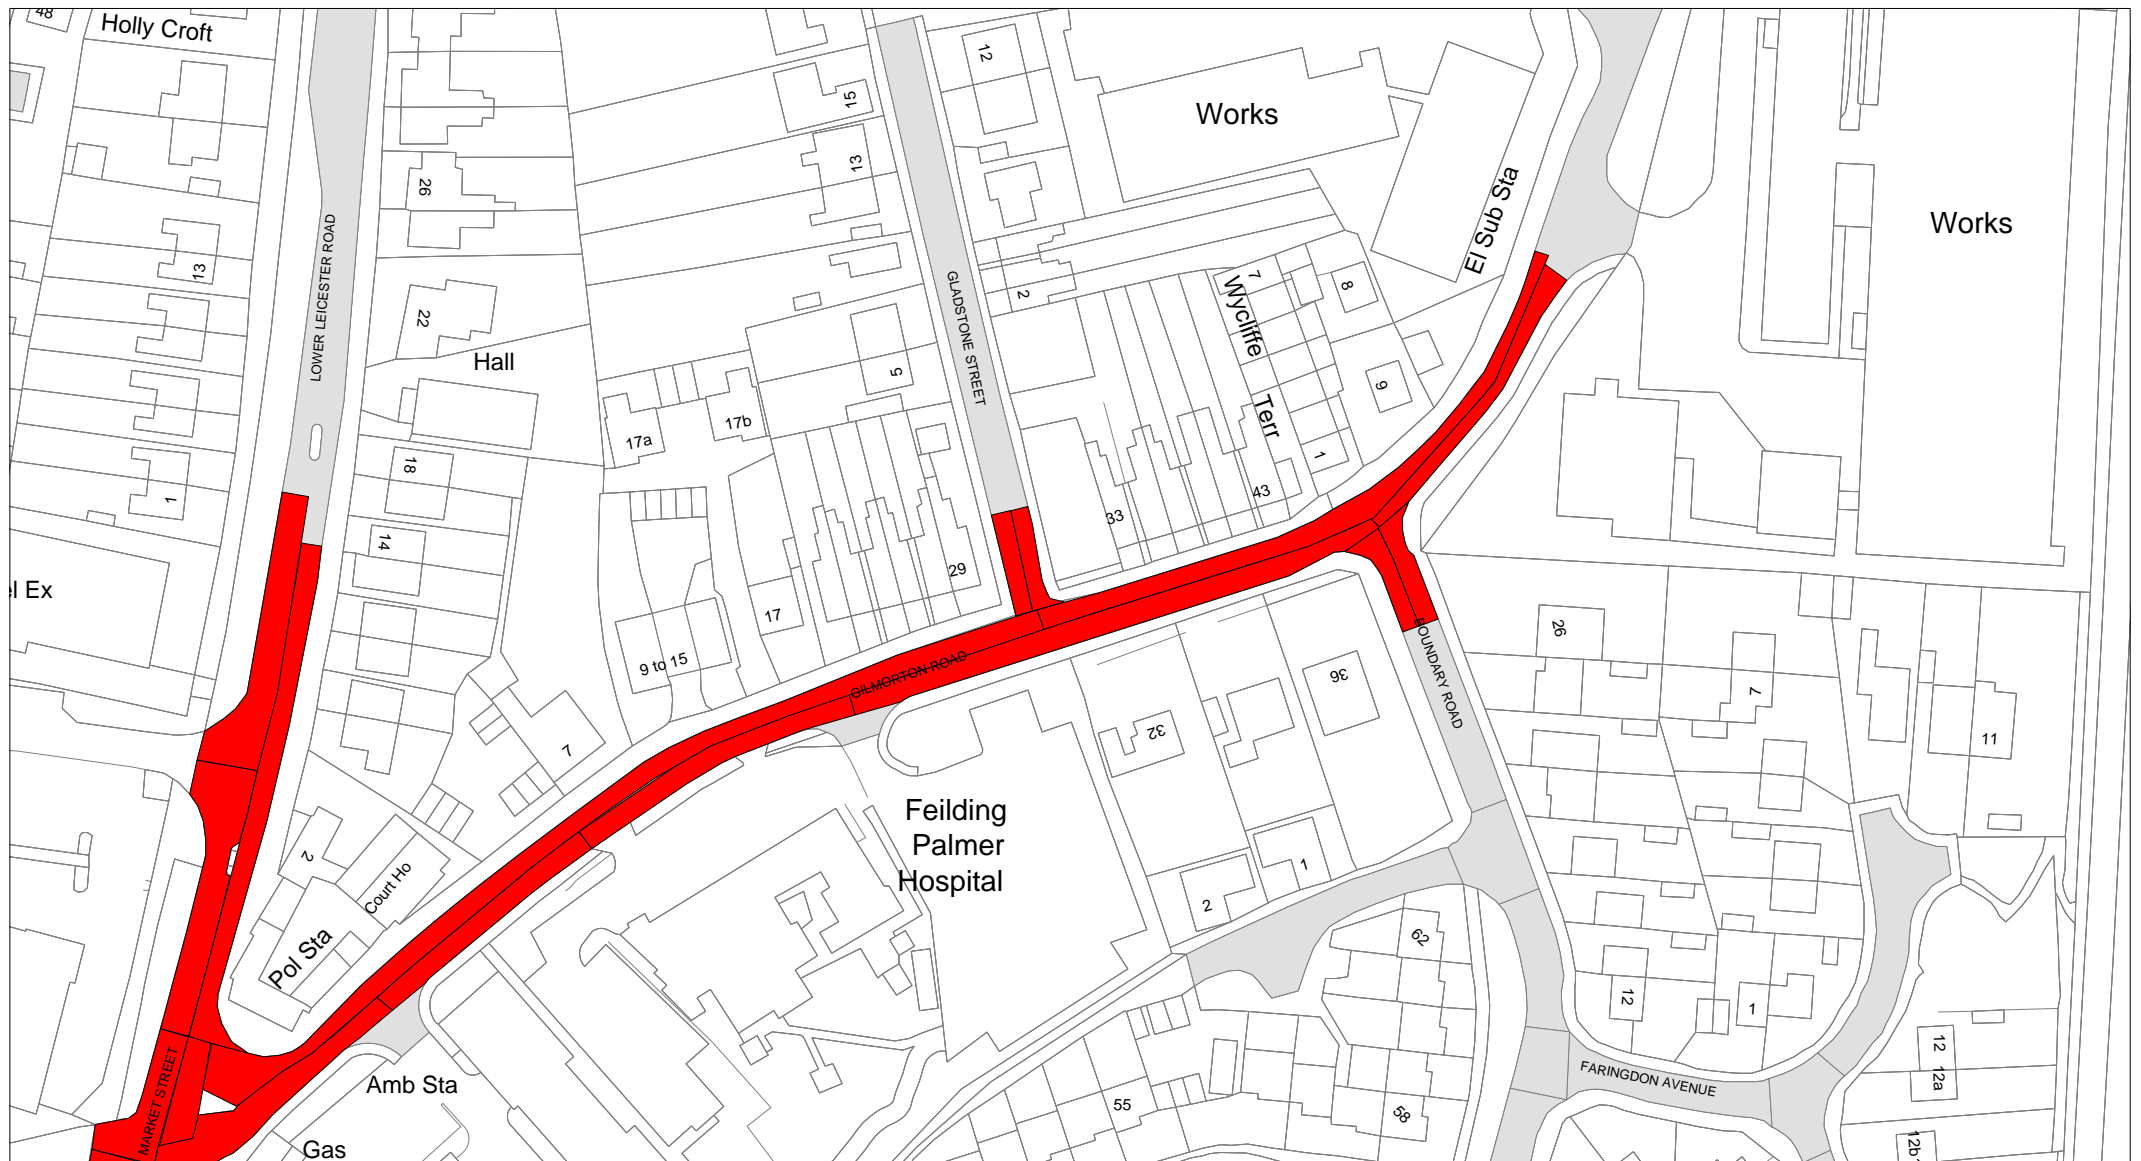 48
Holly Croft
12
15
Works
13
26
El Sub Sta
Works
13
LOWER LEICESTER ROAD
GLADSTONE STREET
2
7
8
Wycliffe
Terr
22
Hall
5
9
17a
17b
18
1
1
43
33
14
29
el Ex
17
9 to 15
GILMORTON ROAD
BOUNDARY ROAD
26
36
7
32
11
7
Feilding
Palmer
Hospital
2
Court Ho
1
2
Pol Sta
62
12
1
MARKET STREET
Amb Sta
FARINGDON AVENUE
12
12a
55
58
Gas
12b